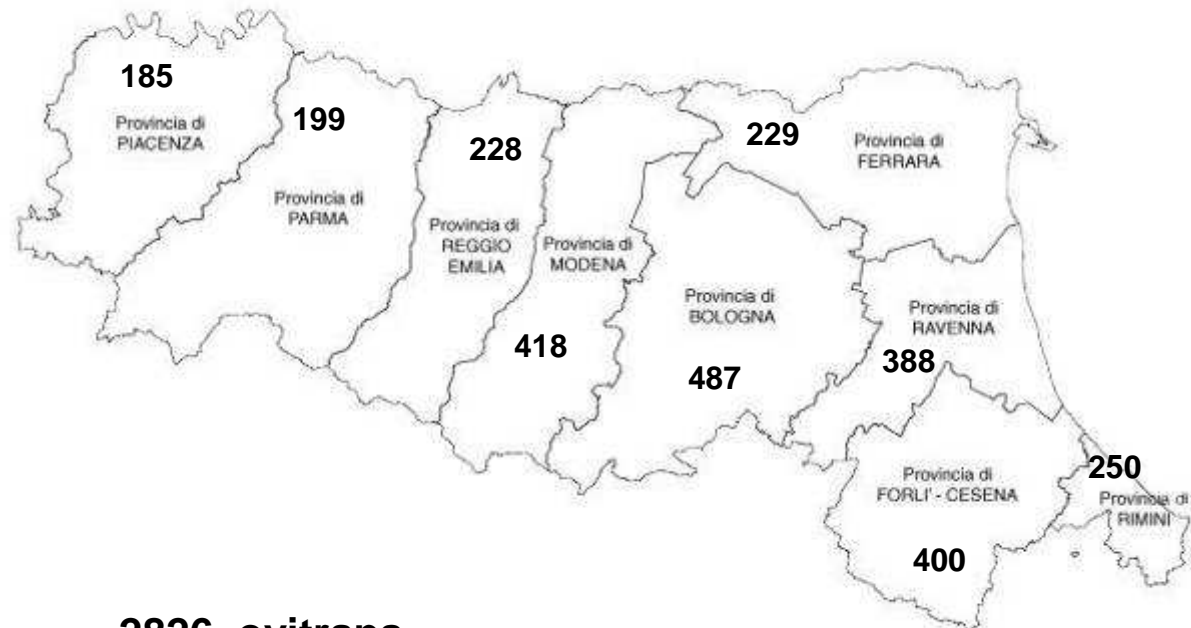 185
Provincia di
PIACENZA
199
Provincia di
PARMA
228
Provincia di
REGGIO
EMILIA
Provincia di
MODENA
418
229
Provincia di
FERRARA
Provincia di
BOLOGNA
487
Provincia di
RAVENNA
388
Provincia di
FORLI' - CESENA
400
250
Provincia di
RIMINI
2826 ovitraps